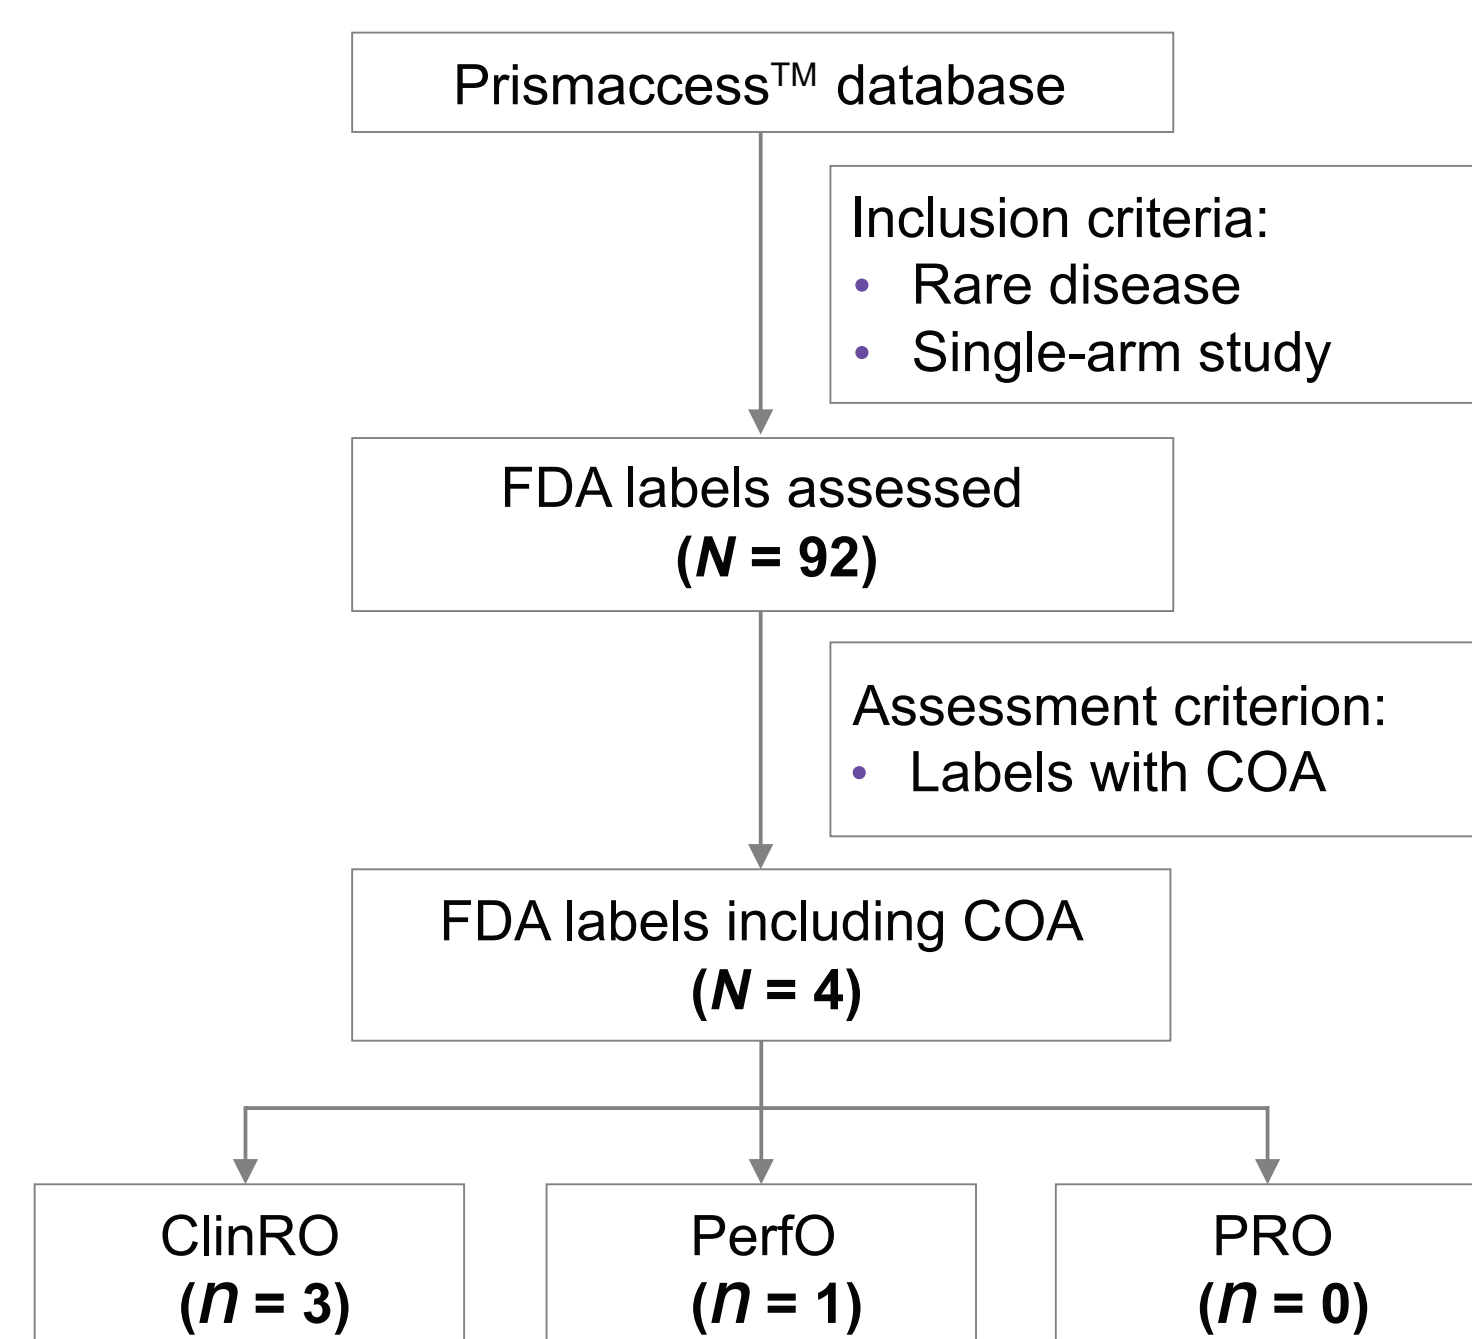 Prismaccess™ database
Inclusion criteria:
• Rare disease
• Single-arm study
FDA labels assessed
(N = 92)
Assessment criterion:
• Labels with COA
FDA labels including COA
(N = 4)
ClinRO
(n = 3)
PerfO
(n = 1)
PRO
(n = 0)